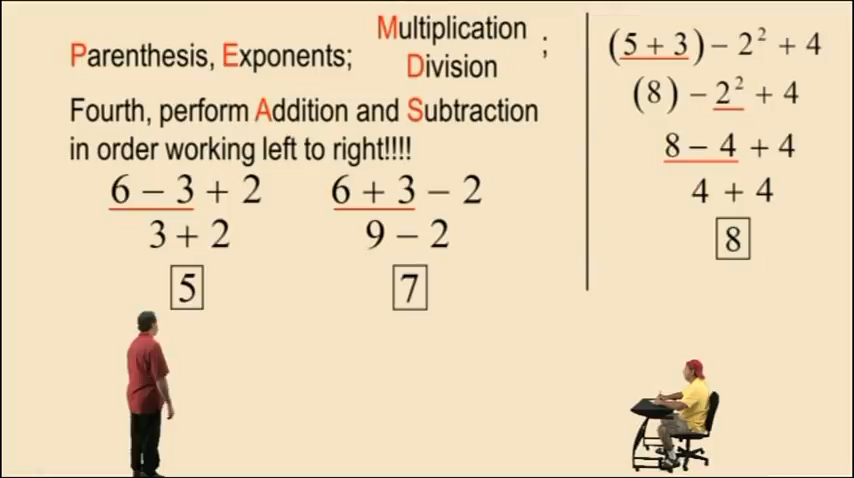 Parenthesis, Exponents; Multiplication ;
Division
Fourth, perform Addition and Subtraction
in order working left to right!!!!
6 − 3 + 2
3 + 2
5
6 + 3 − 2
9 − 2
7
(5 + 3) − 2² + 4
(8) − 2² + 4
8 − 4 + 4
4 + 4
8